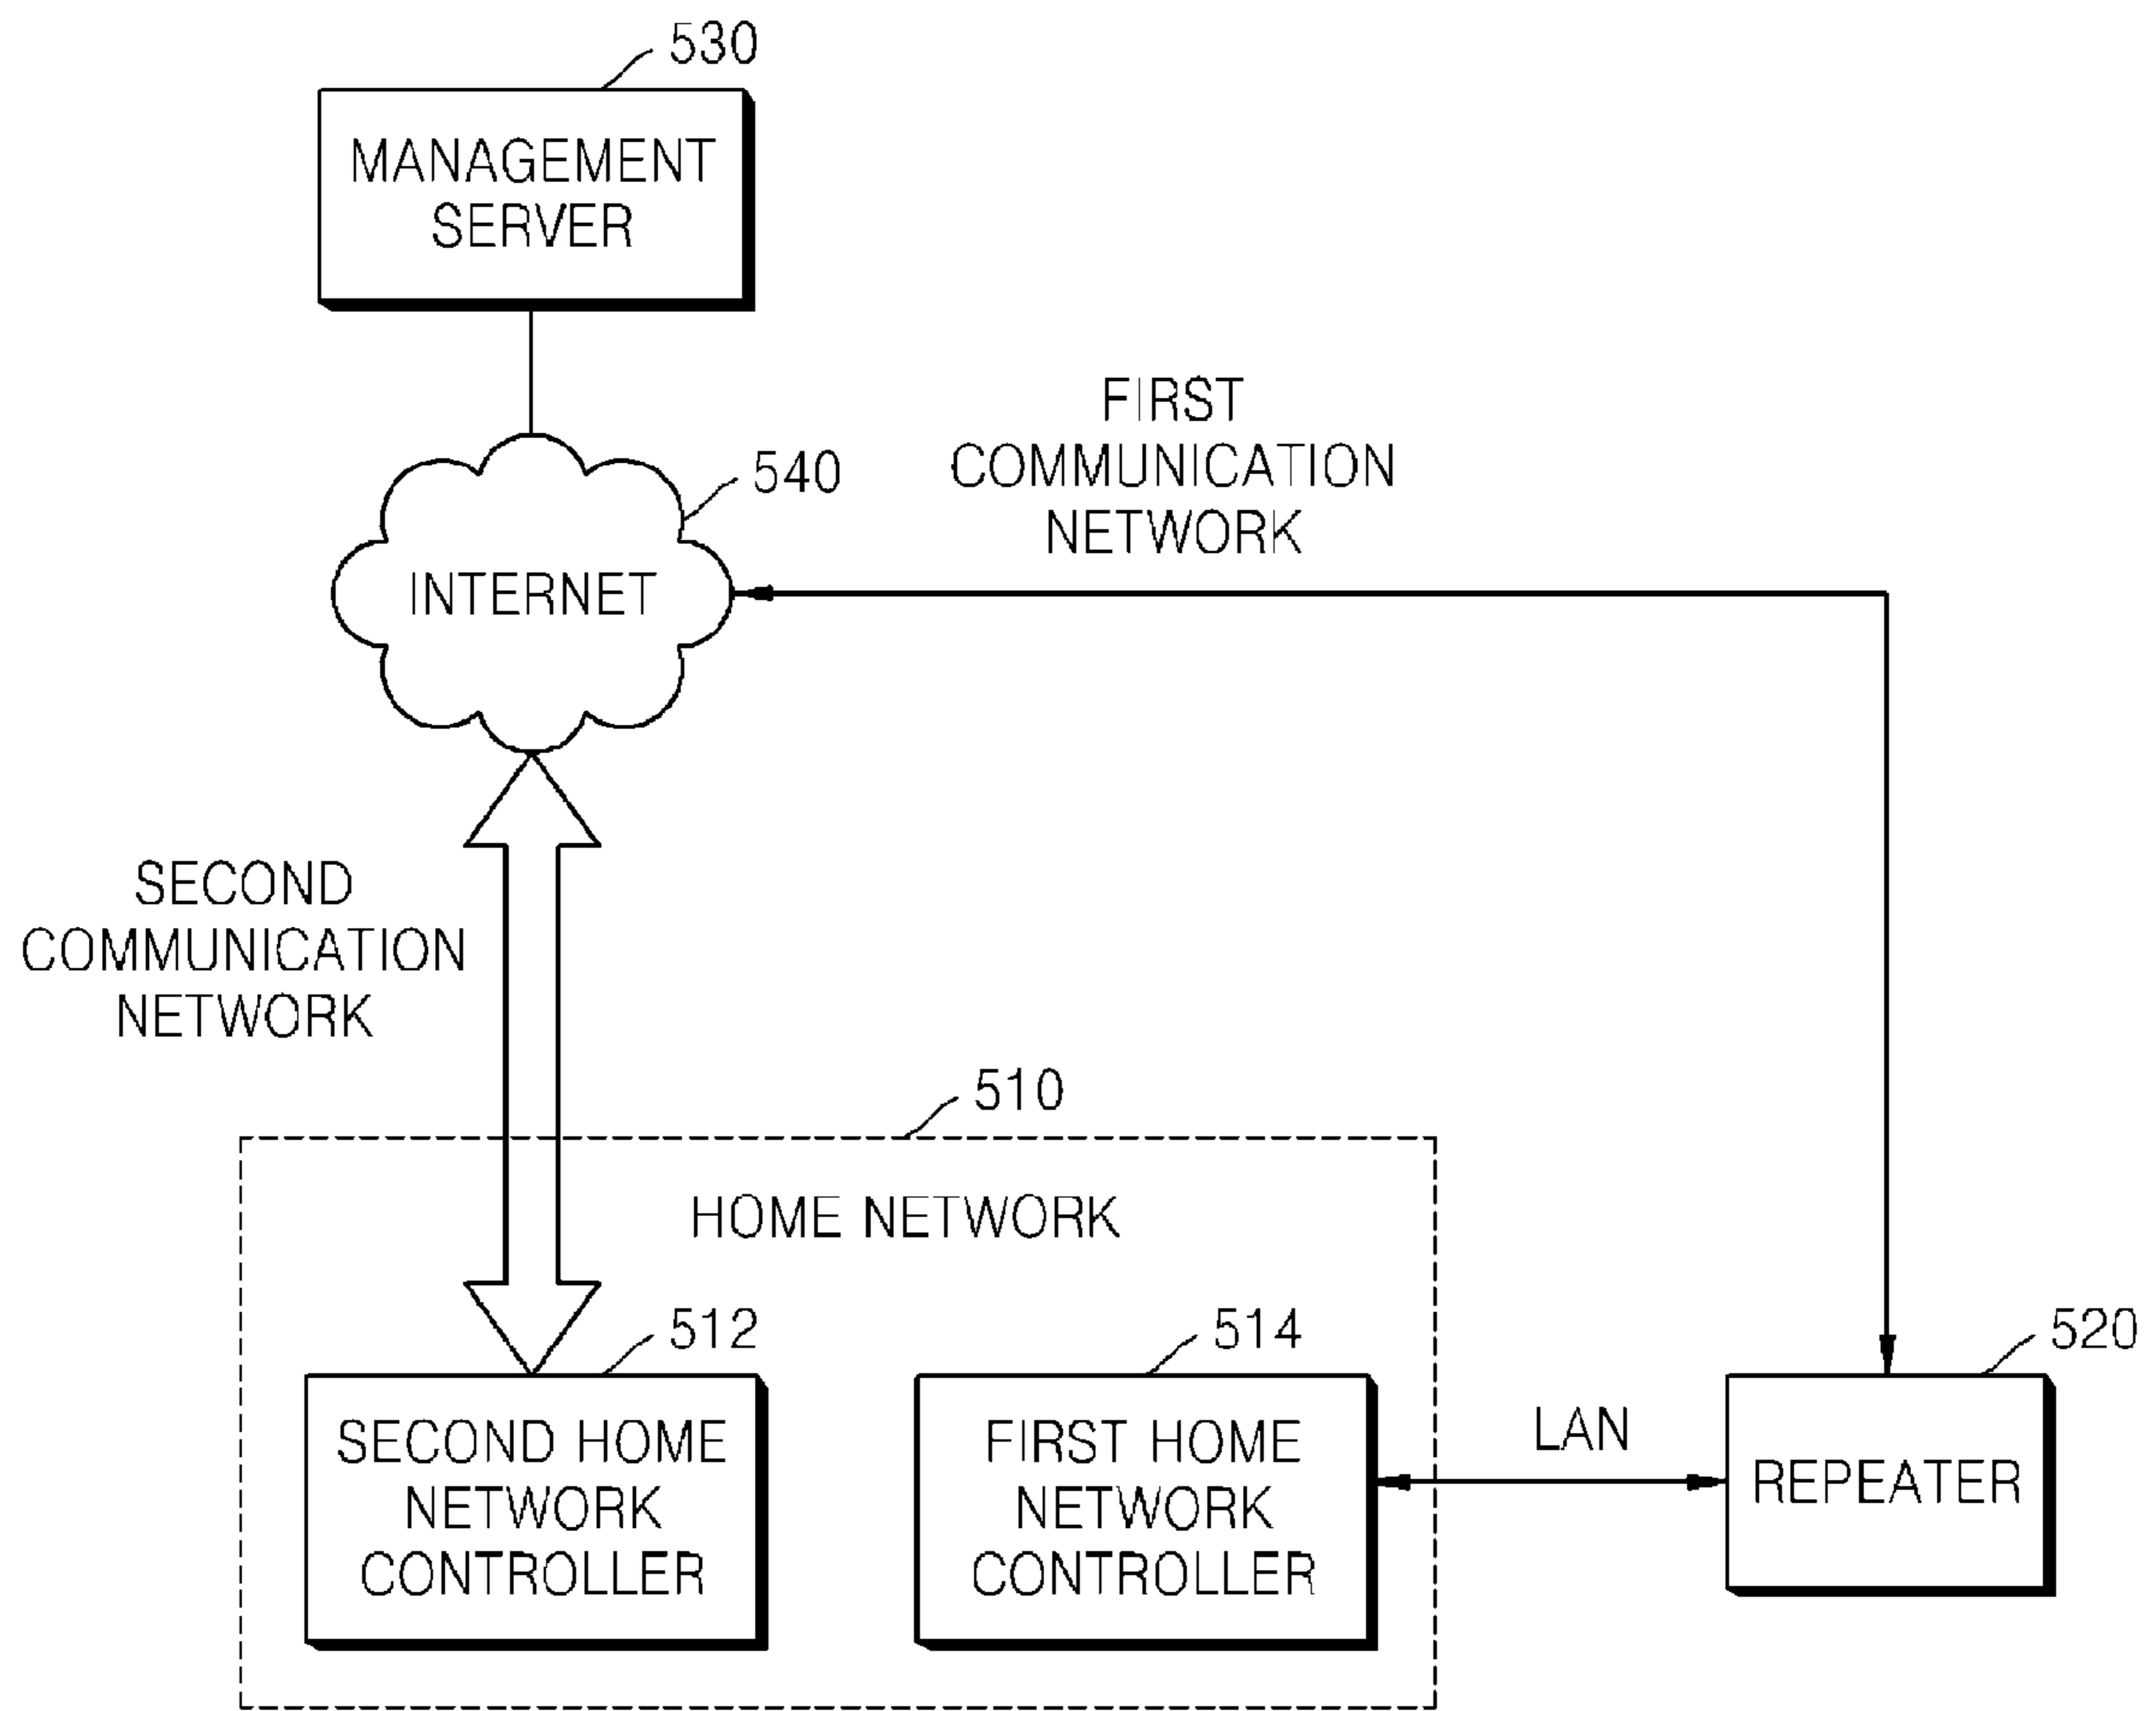 530
MANAGEMENT
SERVER
540
INTERNET
FIRST
COMMUNICATION
NETWORK
SECOND
COMMUNICATION
NETWORK
510
HOME NETWORK
512
SECOND HOME
NETWORK
CONTROLLER
514
FIRST HOME
NETWORK
CONTROLLER
LAN
520
REPEATER